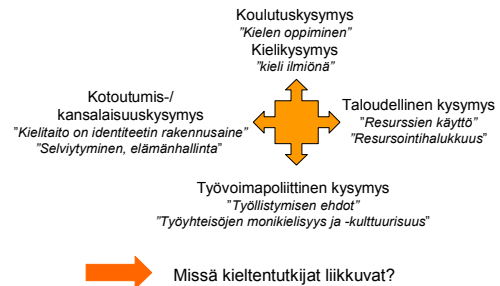 Koulutuskysymys
"Kielen oppiminen"
Kielikysymys
"kieli ilmiönä"
Kotoutumis-/
kansalaisuuskysymys
"Kielitaito on identiteetin rakennusaine"
"Selviytyminen, elämänhallinta"
Taloudellinen kysymys
"Resurssien käyttö"
"Resursointihalukkuus"
Työvoimapoliittinen kysymys
"Työllistymisen ehdot"
"Työyhteisöjen monikielisyys ja -kulttuurisuus"
Missä kieltentutkijat liikkuvat?